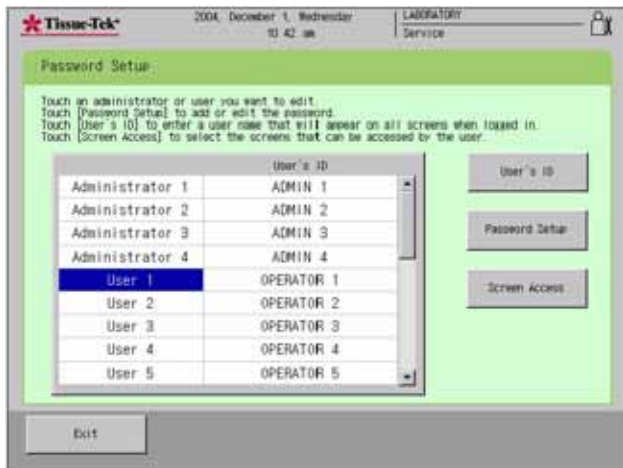 Tissue-Tek
2004, December 1, Wednesday
10 42 am
LABORATORY
Service
Password Setup
Touch an administrator or user you want to edit.
Touch [Password Setup] to add or edit the password.
Touch [User's ID] to enter a user name that will appear on all screens when logged in.
Touch [Screen Access] to select the screens that can be accessed by the user.
User's ID
Administrator 1 ADMIN 1
Administrator 2 ADMIN 2
Administrator 3 ADMIN 3
Administrator 4 ADMIN 4
User 1 OPERATOR 1
User 2 OPERATOR 2
User 3 OPERATOR 3
User 4 OPERATOR 4
User 5 OPERATOR 5
User's ID
Password Setup
Screen Access
Exit